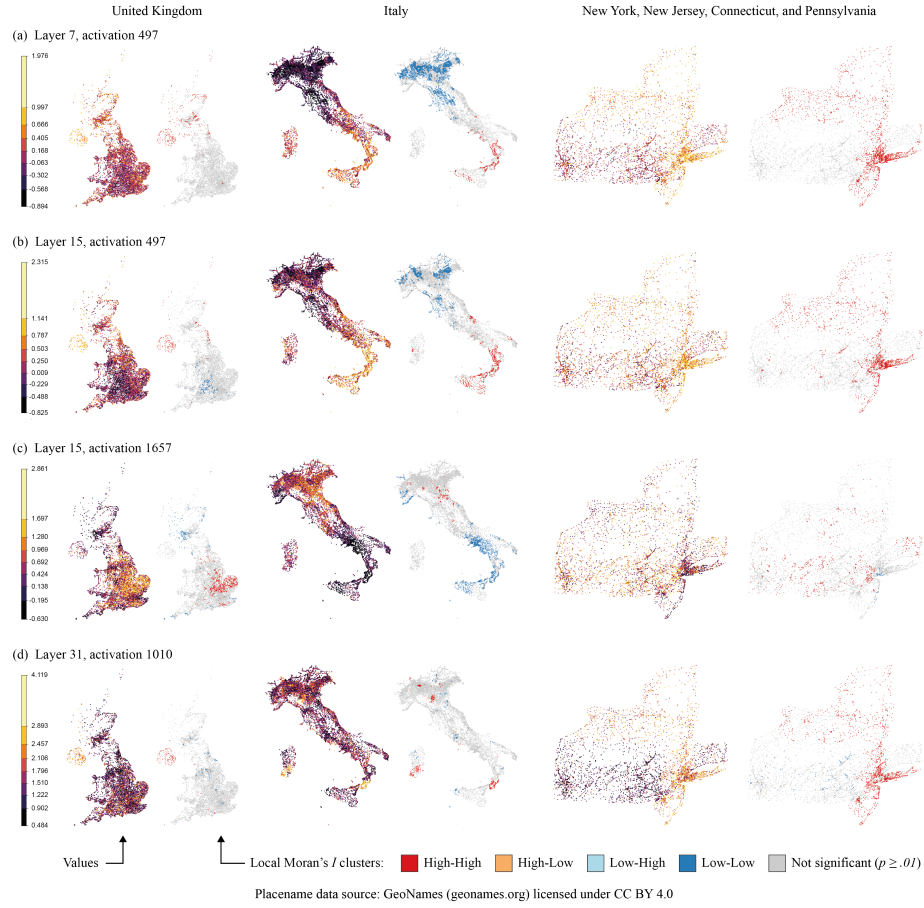 United Kingdom
Italy
New York, New Jersey, Connecticut, and Pennsylvania
(a) Layer 7, activation 497
1.976
0.997
0.666
0.405
0.168
-0.063
-0.302
-0.568
-0.894
(b) Layer 15, activation 497
2.315
1.141
0.787
0.503
0.250
0.009
-0.229
-0.488
-0.825
(c) Layer 15, activation 1657
2.861
1.697
1.280
0.969
0.692
0.424
0.138
-0.195
-0.630
(d) Layer 31, activation 1010
4.119
2.893
2.457
2.106
1.796
1.510
1.222
0.902
0.484
Values
Local Moran's I clusters:
High-High
High-Low
Low-High
Low-Low
Not significant (p ≥ .01)
Placename data source: GeoNames (geonames.org) licensed under CC BY 4.0